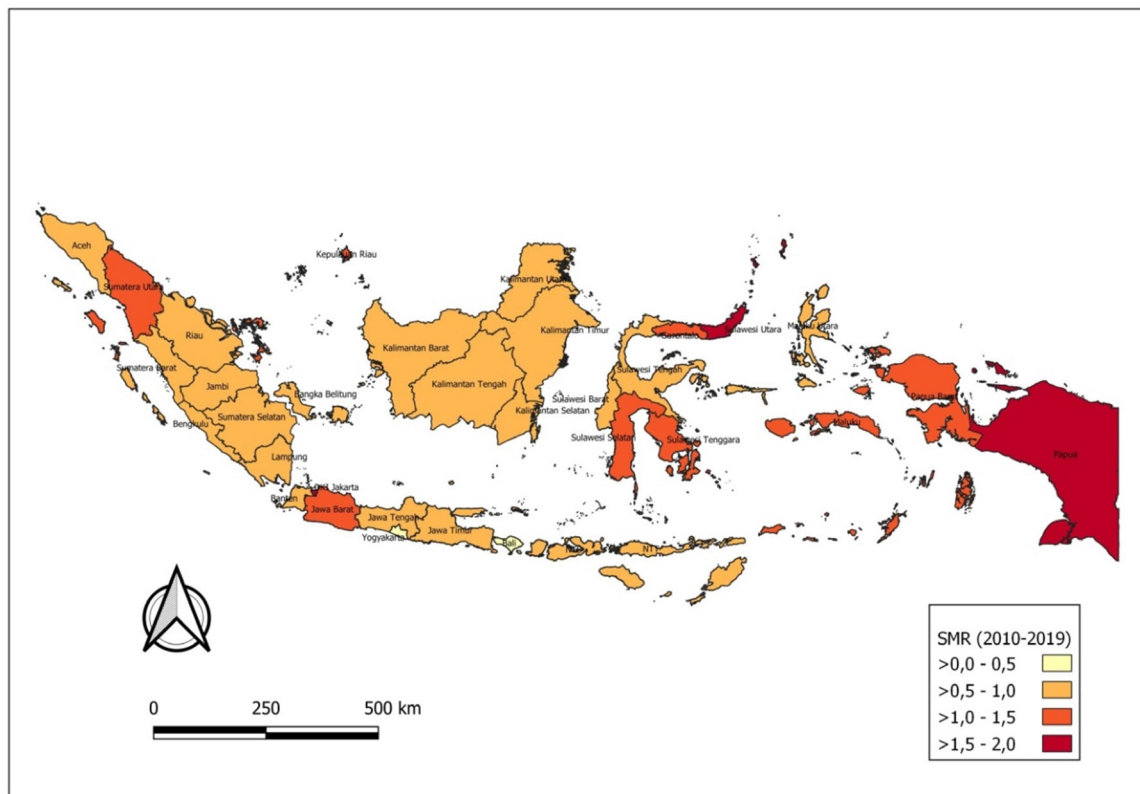 Aceh
Sumatera Utara
Kepulauan Riau
Riau
Sumatera Barat
Jambi
Bangka Belitung
Sumatera Selatan
Bengkulu
Lampung
Kalimantan Utara
Kalimantan Timur
Kalimantan Barat
Kalimantan Tengah
Kalimantan Selatan
Gorontalo
Sulawesi Utara
Sulawesi Tengah
Sulawesi Barat
Sulawesi Selatan
Sulawesi Tenggara
Maluku Utara
Maluku
Papua Barat
Papua
DKI Jakarta
Banten
Jawa Barat
Jawa Tengah
Jawa Timur
Yogyakarta
Bali
0 250 500 km
SMR (2010-2019)
>0,0 - 0,5
>0,5 - 1,0
>1,0 - 1,5
>1,5 - 2,0